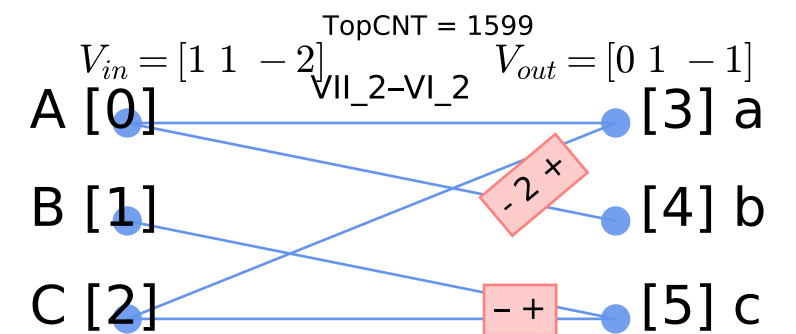 TopCNT = 1599
V_in = [1 1 −2] V_out = [0 1 −1]
VII_2–VI_2
A [0] [3] a
- 2 +
B [1] [4] b
C [2] – + [5] c